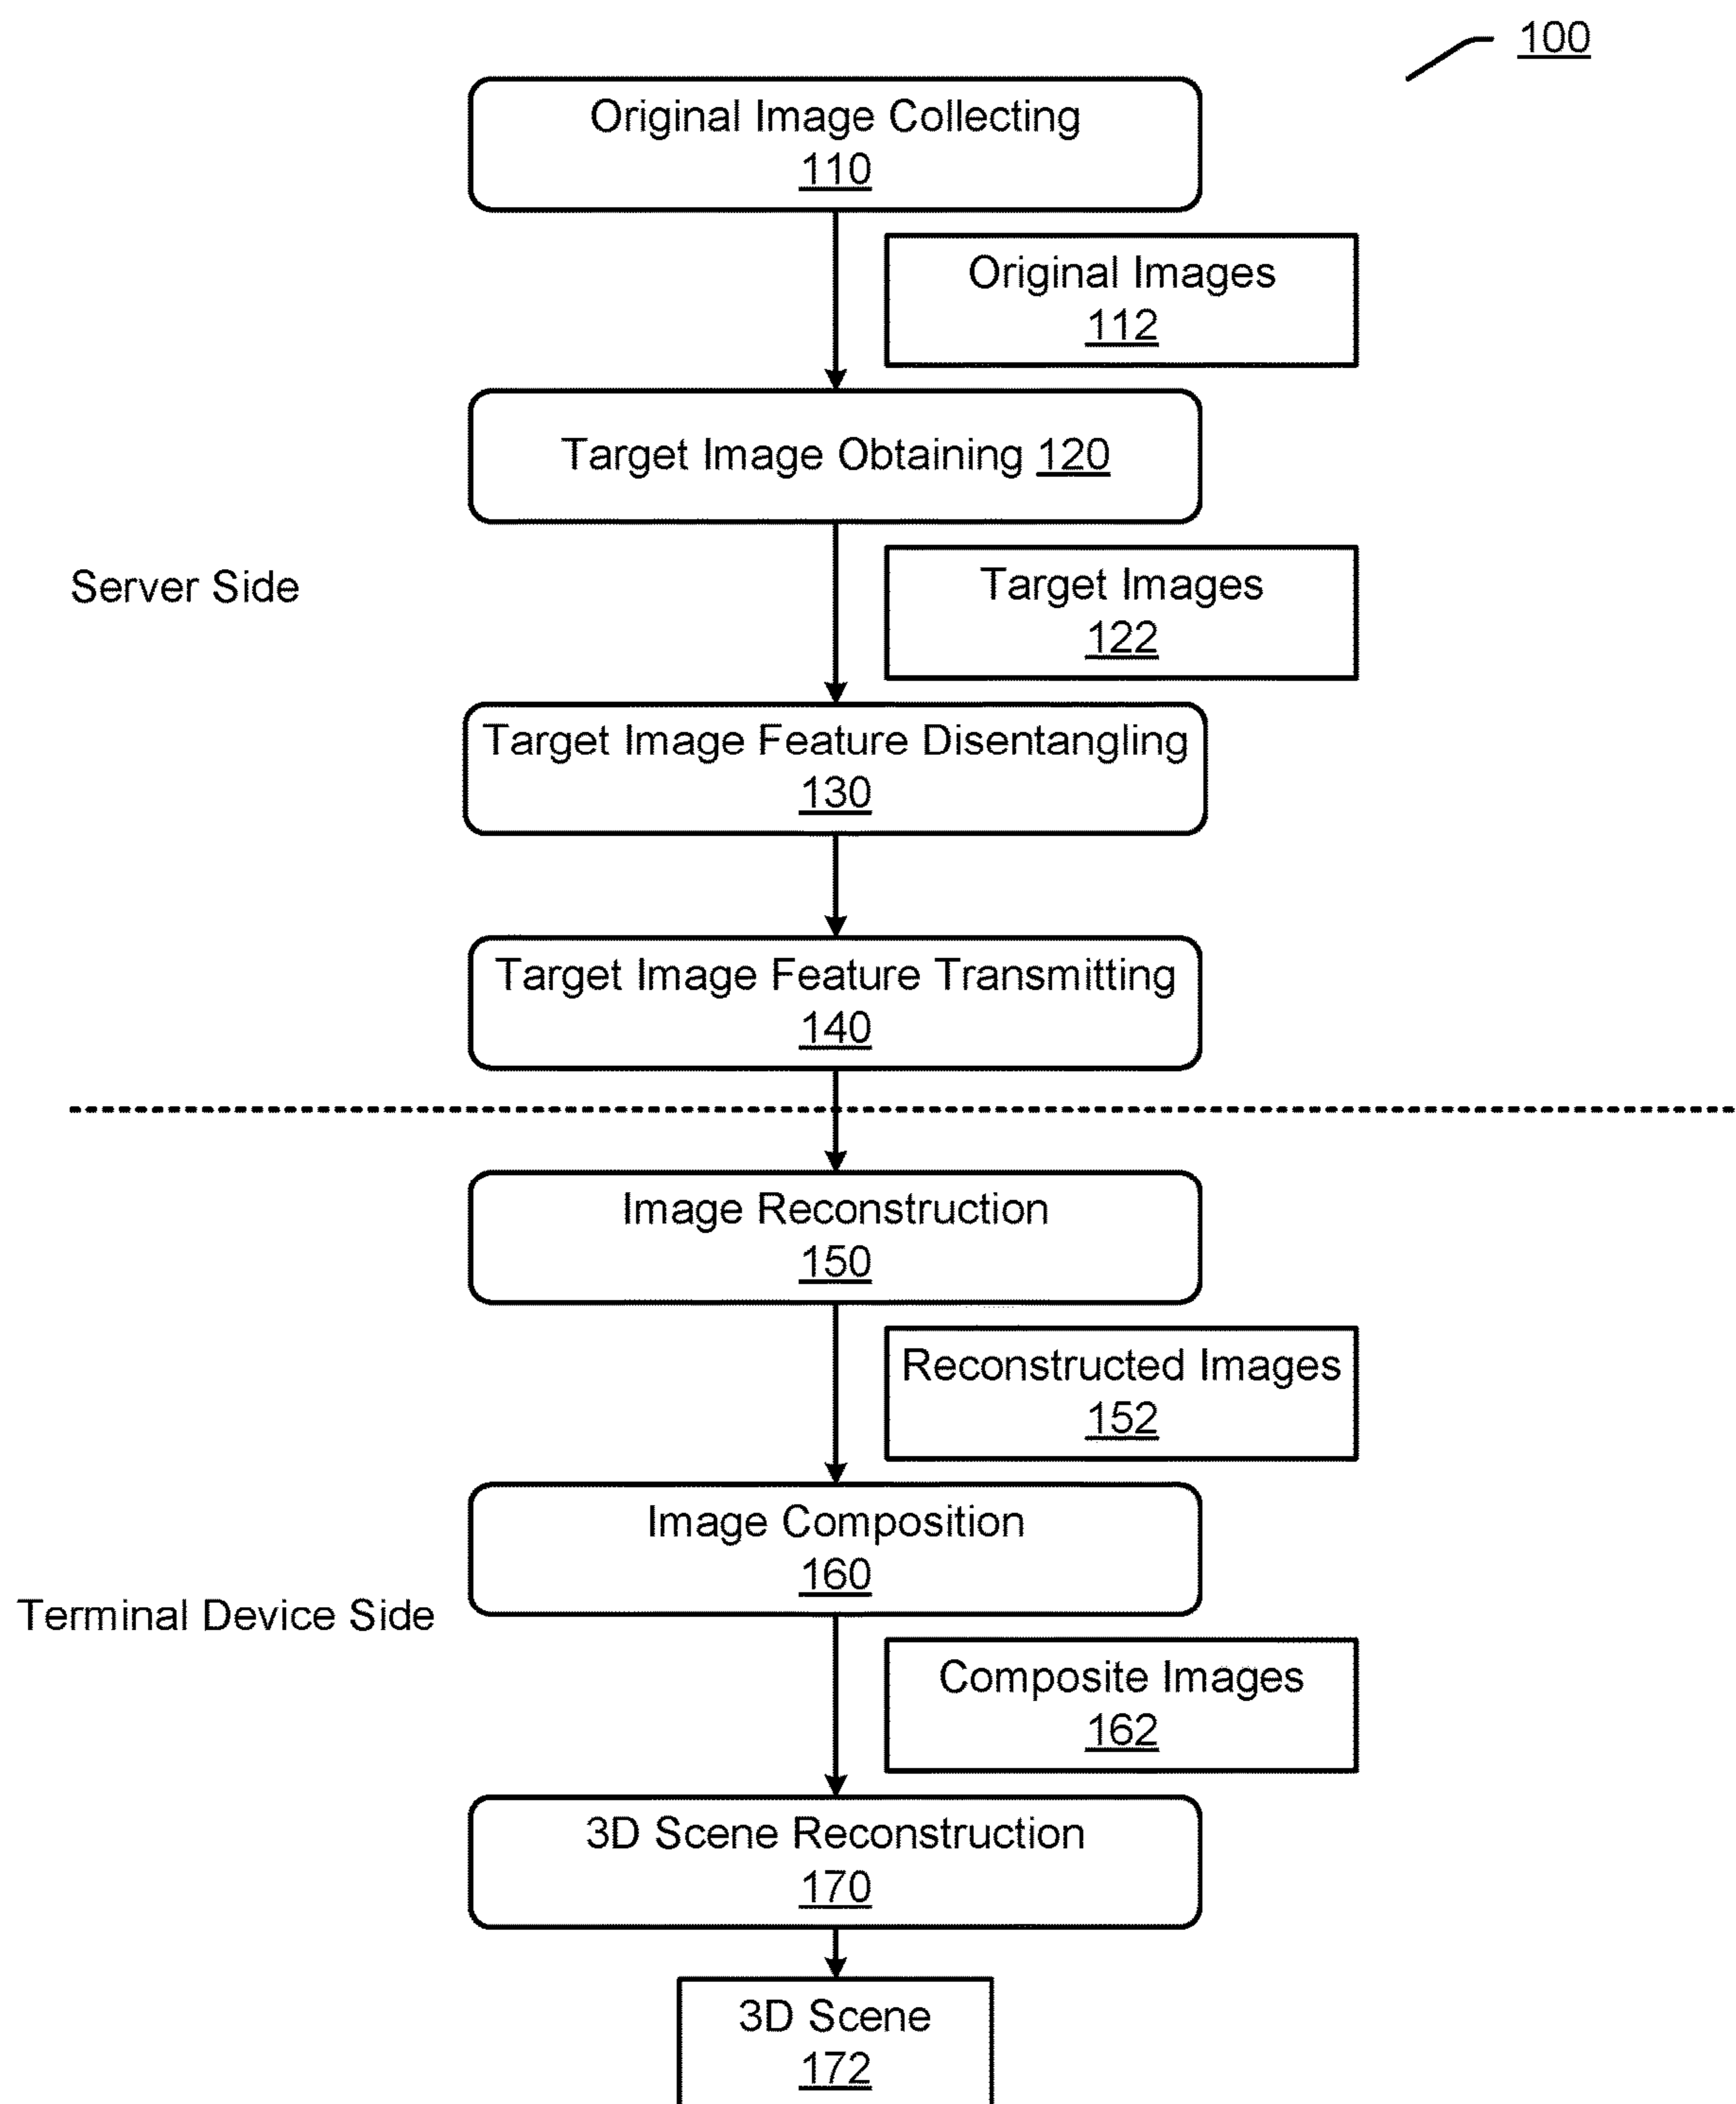 100
Original Image Collecting
110
Original Images
112
Target Image Obtaining 120
Server Side
Target Images
122
Target Image Feature Disentangling
130
Target Image Feature Transmitting
140
Image Reconstruction
150
Reconstructed Images
152
Image Composition
160
Terminal Device Side
Composite Images
162
3D Scene Reconstruction
170
3D Scene
172